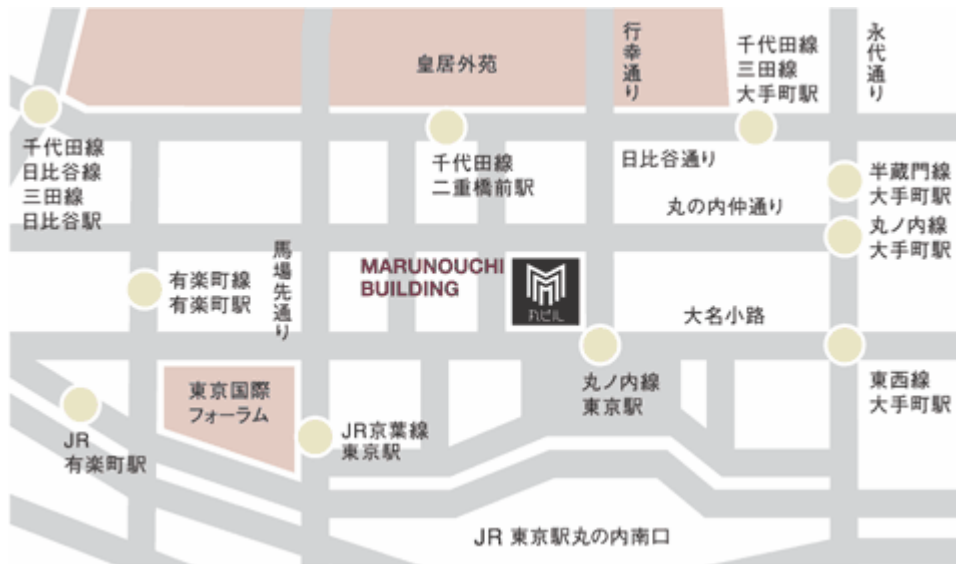 皇居外苑
行幸通り
千代田線
三田線
大手町駅
永代通り
千代田線
日比谷線
三田線
日比谷駅
千代田線
二重橋前駅
日比谷通り
半蔵門線
大手町駅
丸の内仲通り
丸ノ内線
大手町駅
馬場先通り
有楽町線
有楽町駅
MARUNOUCHI
BUILDING
丸ビル
大名小路
東京国際
フォーラム
丸ノ内線
東京駅
東西線
大手町駅
JR
有楽町駅
JR京葉線
東京駅
JR 東京駅丸の内南口